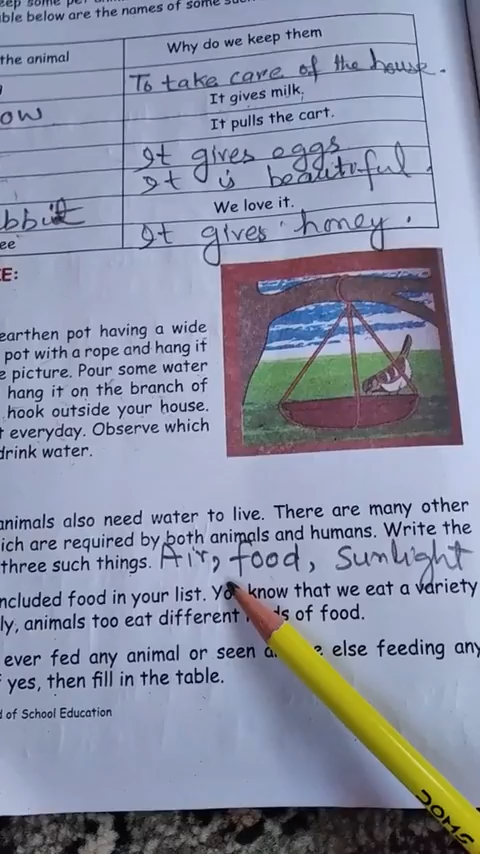 eep some pe
ble below are the names of some such
the animal Why do we keep them
To take care of the house.
ow It gives milk.
It pulls the cart.
It gives eggs
It is beautiful.
bbit We love it.
ee It gives honey.
E:
earthen pot having a wide
pot with a rope and hang if
e picture. Pour some water
hang it on the branch of
hook outside your house.
t everyday. Observe which
drink water.
animals also need water to live. There are many other
ich are required by both animals and humans. Write the
three such things. Air, food, Sunlight
ncluded food in your list. You know that we eat a variety
ly, animals too eat different of food.
ever fed any animal or seen else feeding any
yes, then fill in the table.
d of School Education
DOMS